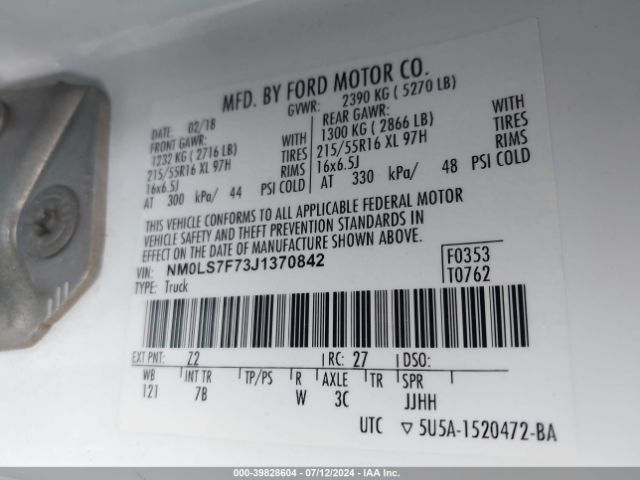 MFD. BY FORD MOTOR CO.
DATE: 02/18 GVWR: 2390 KG ( 5270 LB)
FRONT GAWR: REAR GAWR:
1232 KG ( 2716 LB) WITH 1300 KG ( 2866 LB) WITH
215/55R16 XL 97H TIRES 215/55R16 XL 97H TIRES
16x6.5J RIMS 16x6.5J RIMS
AT 300 kPa/ 44 PSI COLD AT 330 kPa/ 48 PSI COLD
THIS VEHICLE CONFORMS TO ALL APPLICABLE FEDERAL MOTOR
VEHICLE SAFETY AND THEFT PREVENTION STANDARDS IN
EFFECT ON THE DATE OF MANUFACTURE SHOWN ABOVE.
VIN: NM0LS7F73J1370842 F0353
TYPE: Truck T0762
EXT PNT: Z2 RC: 27 DSO:
WB INT TR TP/PS R AXLE TR SPR
121 7B W 3C JJHH
UTC ▽ 5U5A-1520472-BA
000-39828604 - 07/12/2024 - IAAI.COM